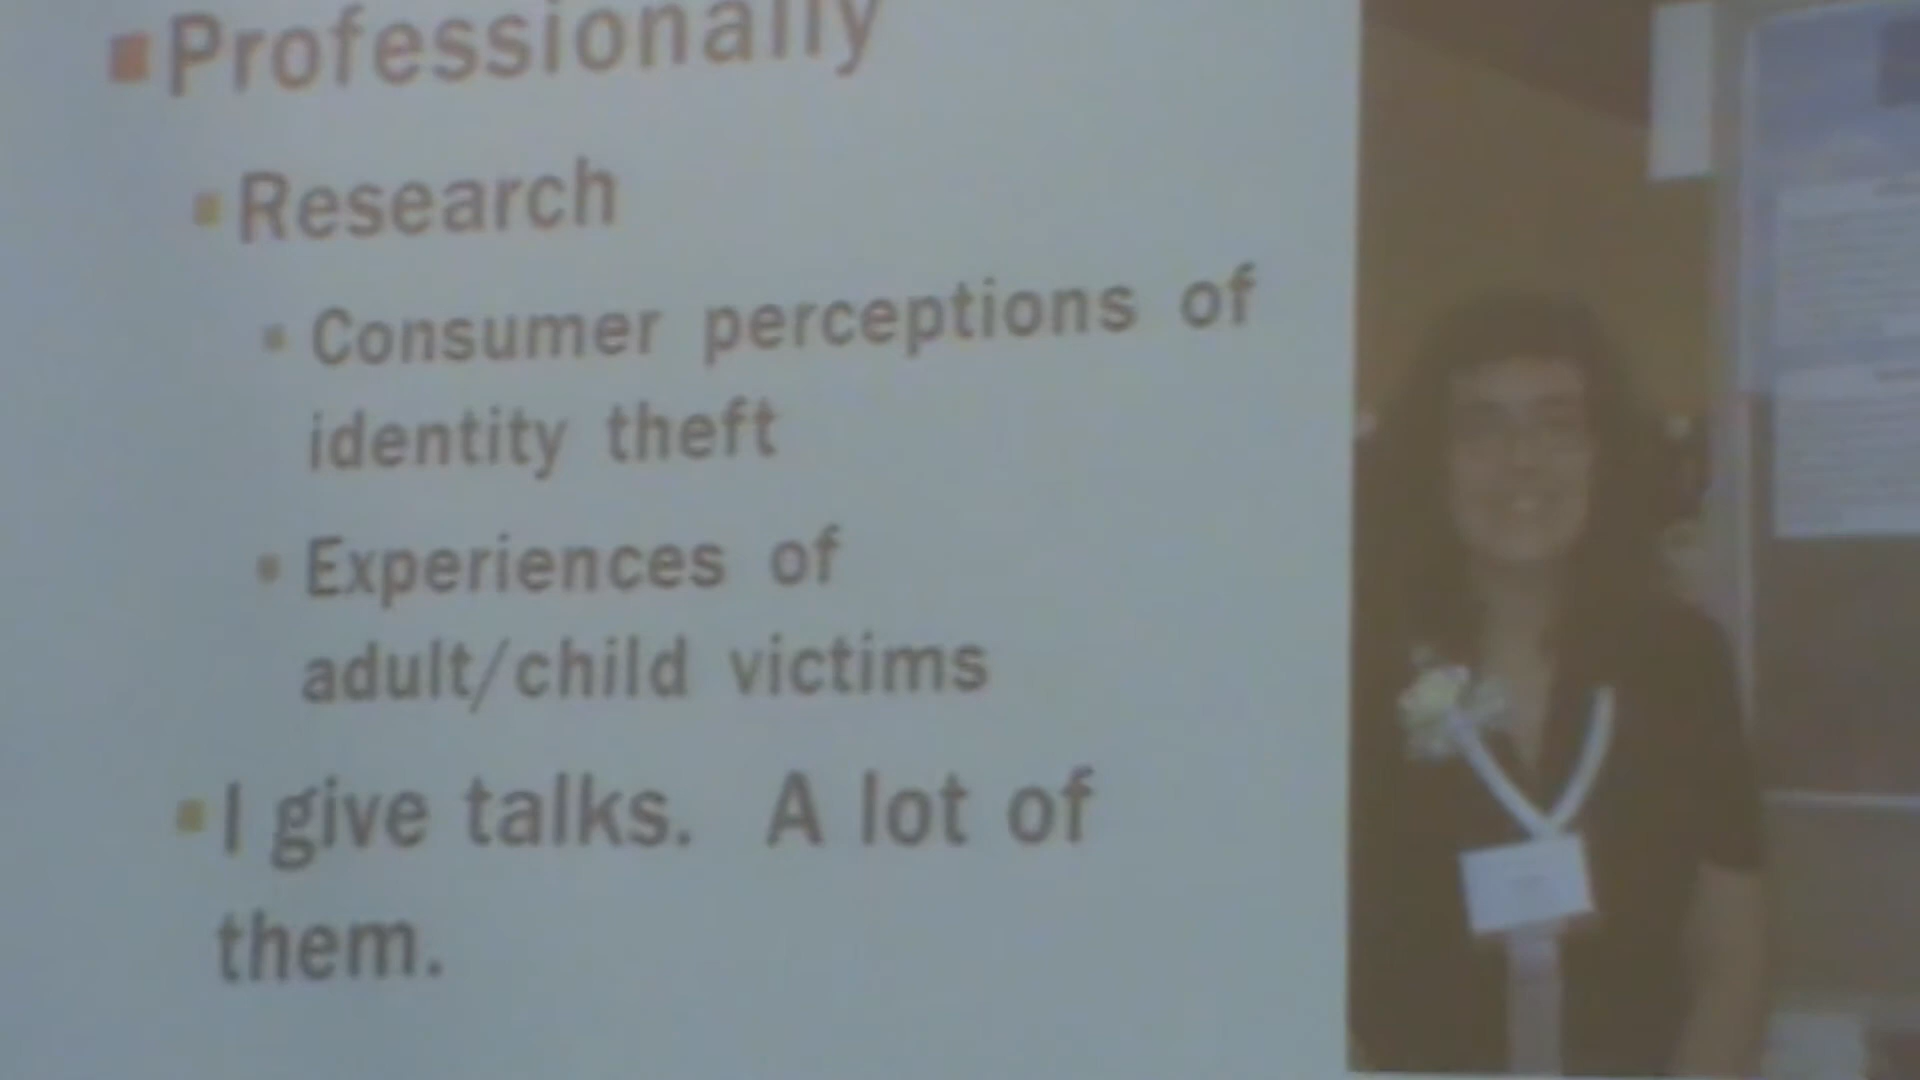 Professionally
Research
Consumer perceptions of
identity theft
Experiences of
adult/child victims
I give talks. A lot of
them.